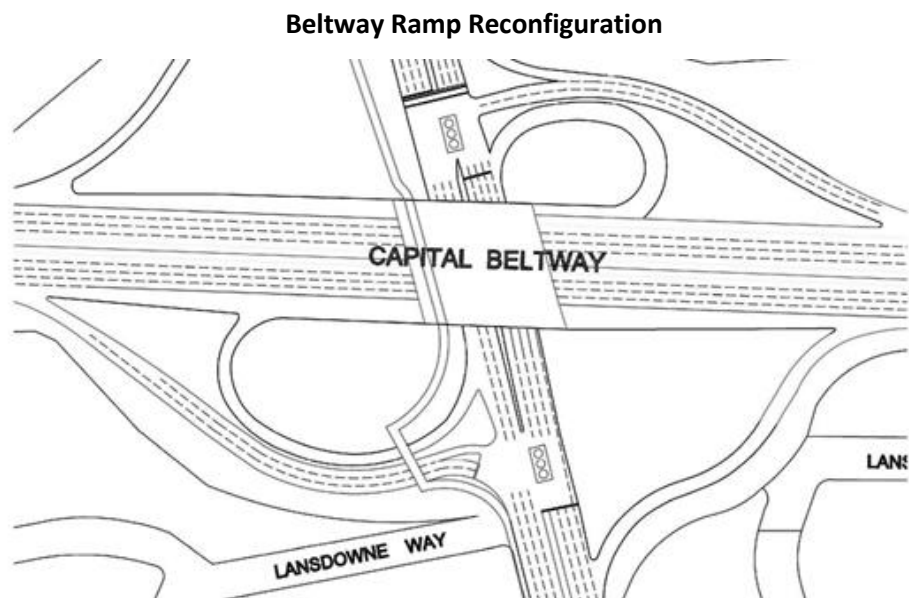 Beltway Ramp Reconfiguration
CAPITAL BELTWAY
LANS
LANSDOWNE WAY